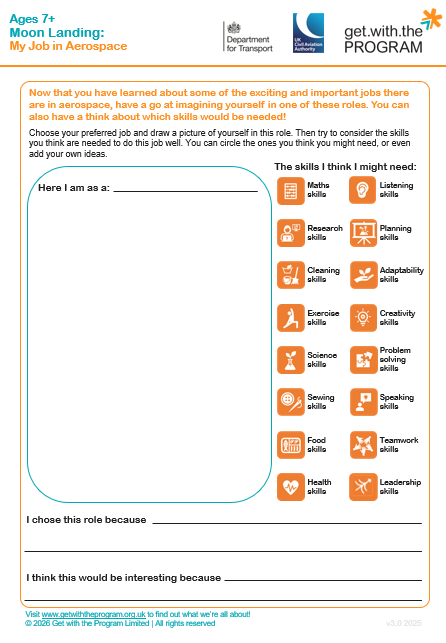 Ages 7+
Moon Landing:
My Job in Aerospace
Department
for Transport
UK
Civil Aviation
Authority
get.with.the
PROGRAM
Now that you have learned about some of the exciting and important jobs there
are in aerospace, have a go at imagining yourself in one of these roles. You can
also have a think about which skills would be needed!
Choose your preferred job and draw a picture of yourself in this role. Then try to consider the skills
you think are needed to do this job well. You can circle the ones you think you might need, or even
add your own ideas.
Here I am as a:
The skills I think I might need:
Maths
skills
Listening
skills
Research
skills
Planning
skills
Cleaning
skills
Adaptability
skills
Exercise
skills
Creativity
skills
Science
skills
Problem
solving
skills
Sewing
skills
Speaking
skills
Food
skills
Teamwork
skills
Health
skills
Leadership
skills
I chose this role because
I think this would be interesting because
Visit www.getwiththeprogram.org.uk to find out what we're all about!
© 2026 Get with the Program Limited | All rights reserved
v3.0 2025